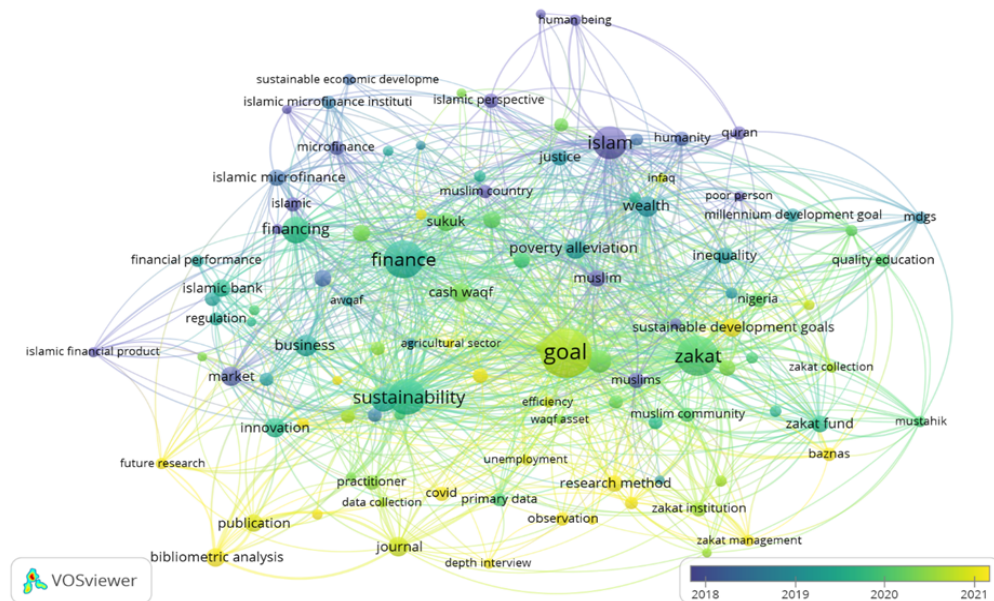 human being
sustainable economic developme
islamic microfinance instituti
islamic perspective
islam
humanity
quran
microfinance
justice
islamic microfinance
infaq
muslim country
poor person
islamic
wealth
sukuk
millennium development goal
mdgs
financing
poverty alleviation
inequality
financial performance
finance
quality education
muslim
islamic bank
cash waqf
awqaf
nigeria
regulation
sustainable development goals
business
agricultural sector
islamic financial product
goal
zakat
zakat collection
market
muslims
sustainability
efficiency
waqf asset
muslim community
zakat fund
mustahik
innovation
baznas
future research
unemployment
practitioner
research method
covid
data collection
primary data
zakat institution
publication
observation
zakat management
journal
bibliometric analysis
depth interview
VOSviewer
2018 2019 2020 2021